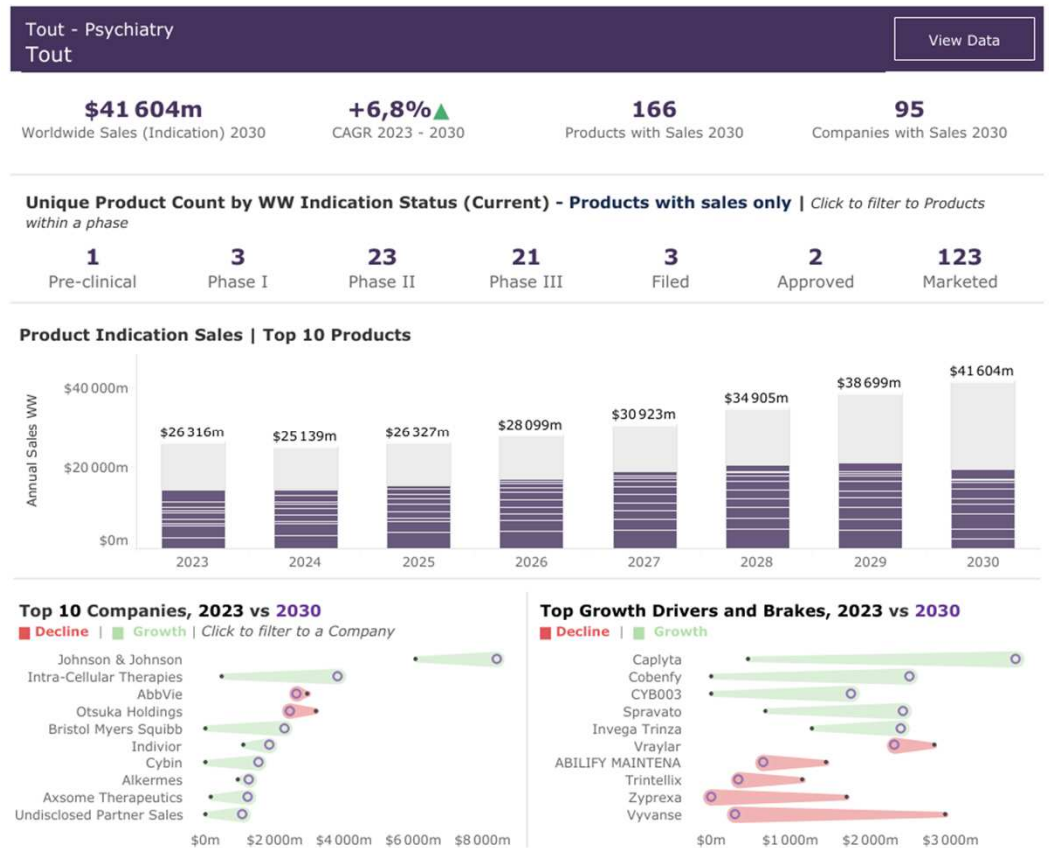 Tout - Psychiatry
Tout
View Data
$41 604m
Worldwide Sales (Indication) 2030
+6,8%▲
CAGR 2023 - 2030
166
Products with Sales 2030
95
Companies with Sales 2030
Unique Product Count by WW Indication Status (Current) - Products with sales only | Click to filter to Products
within a phase
1
Pre-clinical
3
Phase I
23
Phase II
21
Phase III
3
Filed
2
Approved
123
Marketed
Product Indication Sales | Top 10 Products
Annual Sales WW
$40 000m
$20 000m
$0m
$26 316m
$25 139m
$26 327m
$28 099m
$30 923m
$34 905m
$38 699m
$41 604m
2023
2024
2025
2026
2027
2028
2029
2030
Top 10 Companies, 2023 vs 2030
Decline | Growth | Click to filter to a Company
Johnson & Johnson
Intra-Cellular Therapies
AbbVie
Otsuka Holdings
Bristol Myers Squibb
Indivior
Cybin
Alkermes
Axsome Therapeutics
Undisclosed Partner Sales
$0m
$2 000m
$4 000m
$6 000m
$8 000m
Top Growth Drivers and Brakes, 2023 vs 2030
Decline | Growth
Caplyta
Cobenfy
CYB003
Spravato
Invega Trinza
Vraylar
ABILIFY MAINTENA
Trintellix
Zyprexa
Vyvanse
$0m
$1 000m
$2 000m
$3 000m